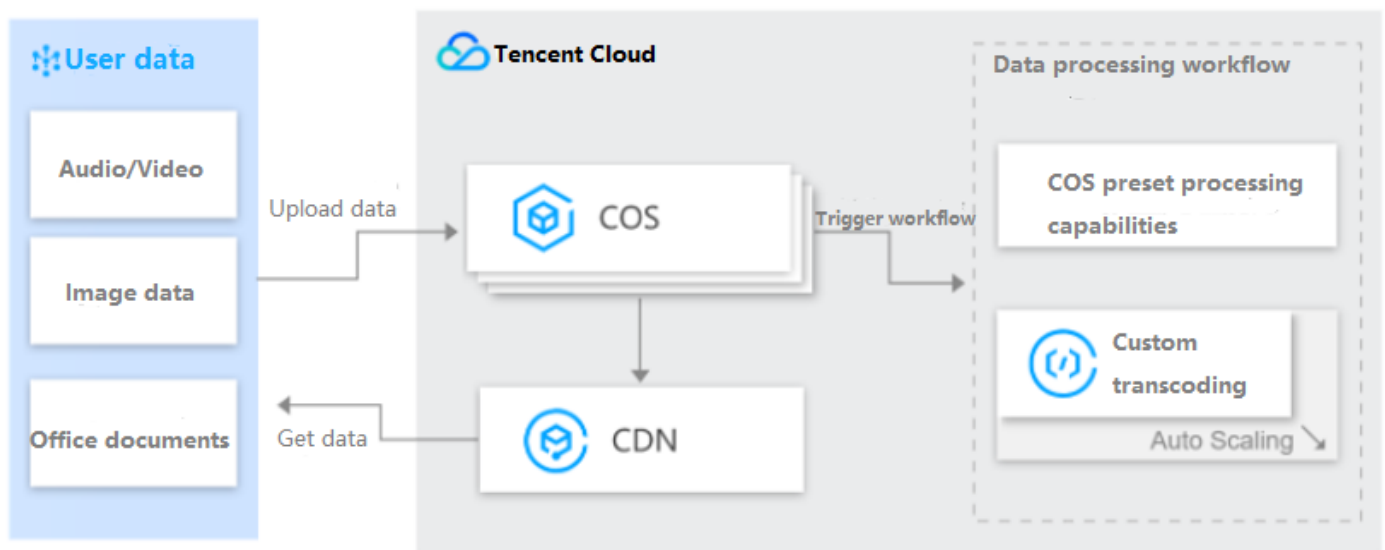 User data
Audio/Video
Image data
Office documents
Upload data
Get data
Tencent Cloud
COS
CDN
Trigger workflow
Data processing workflow
COS preset processing
capabilities
Custom
transcoding
Auto Scaling